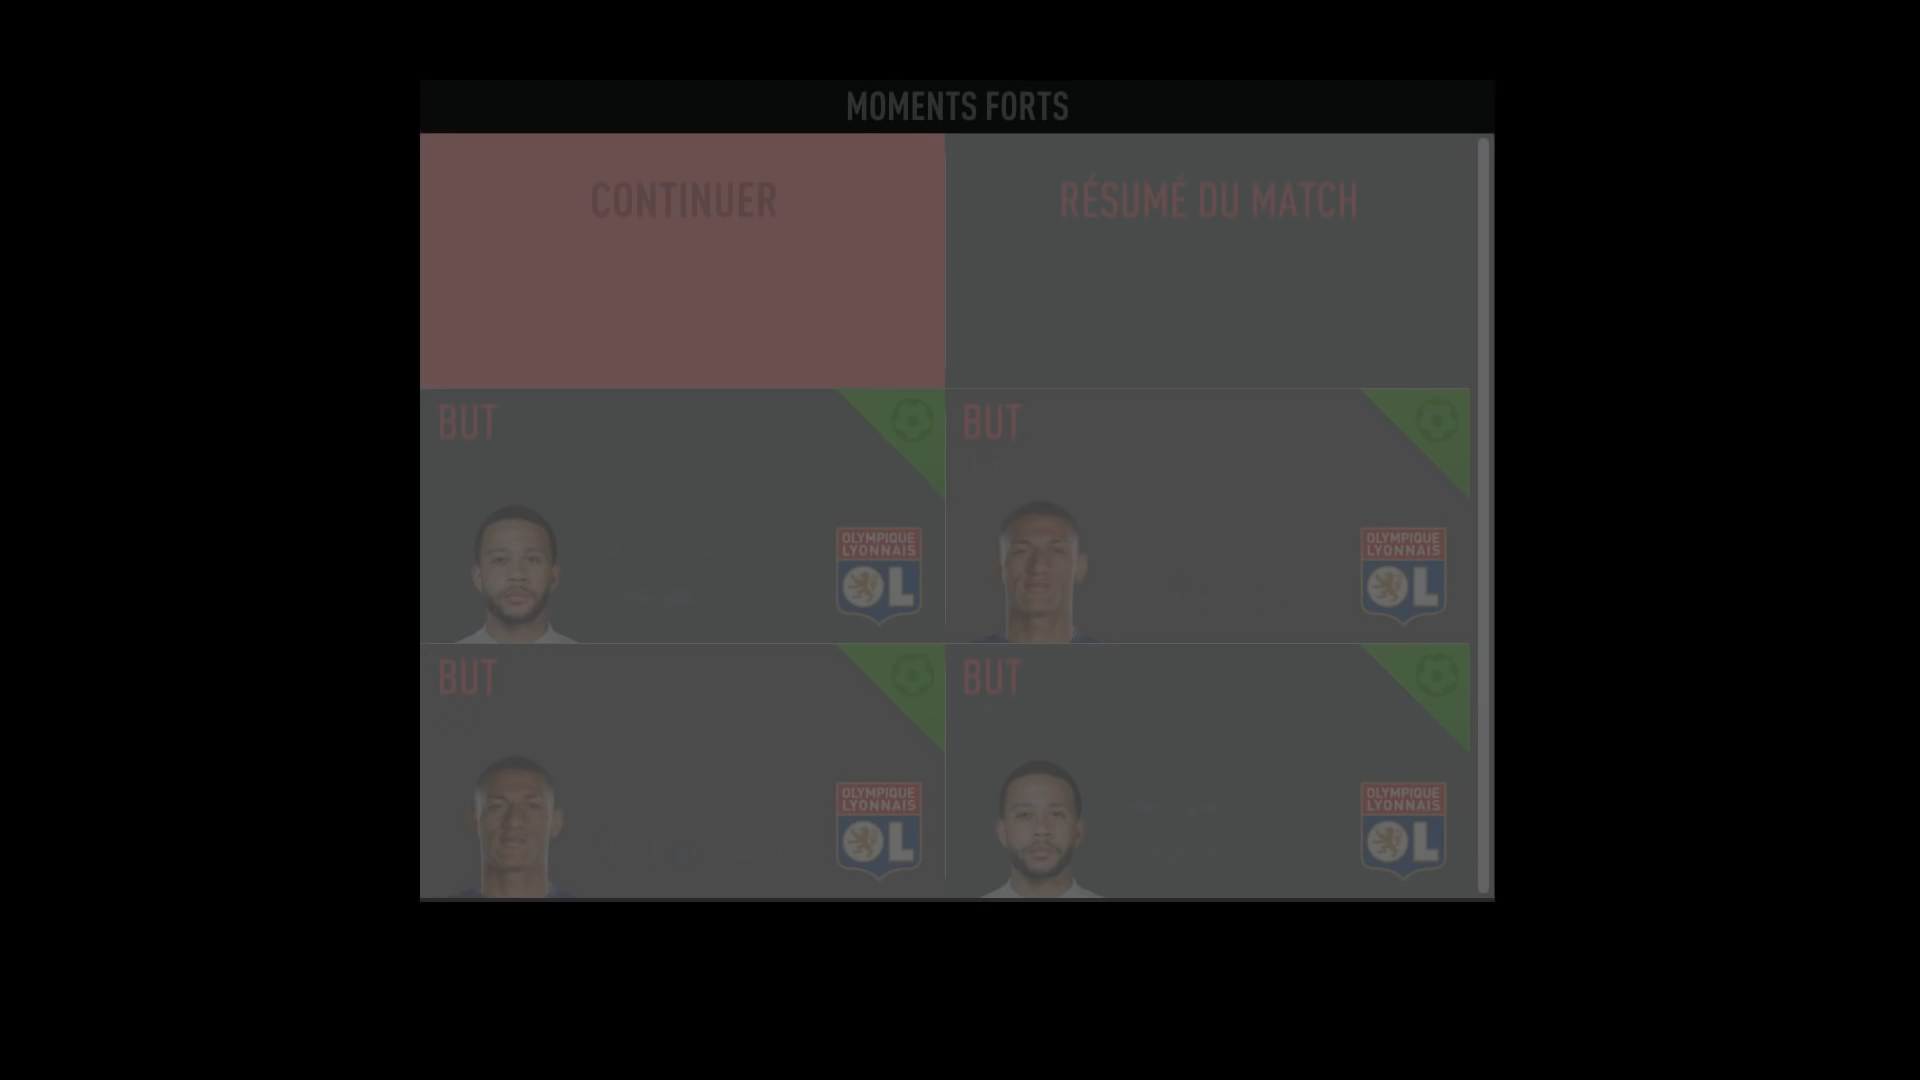 MOMENTS FORTS
CONTINUER
RÉSUMÉ DU MATCH
BUT
OLYMPIQUE
LYONNAIS
OL
BUT
OLYMPIQUE
LYONNAIS
OL
BUT
OLYMPIQUE
LYONNAIS
OL
BUT
OLYMPIQUE
LYONNAIS
OL